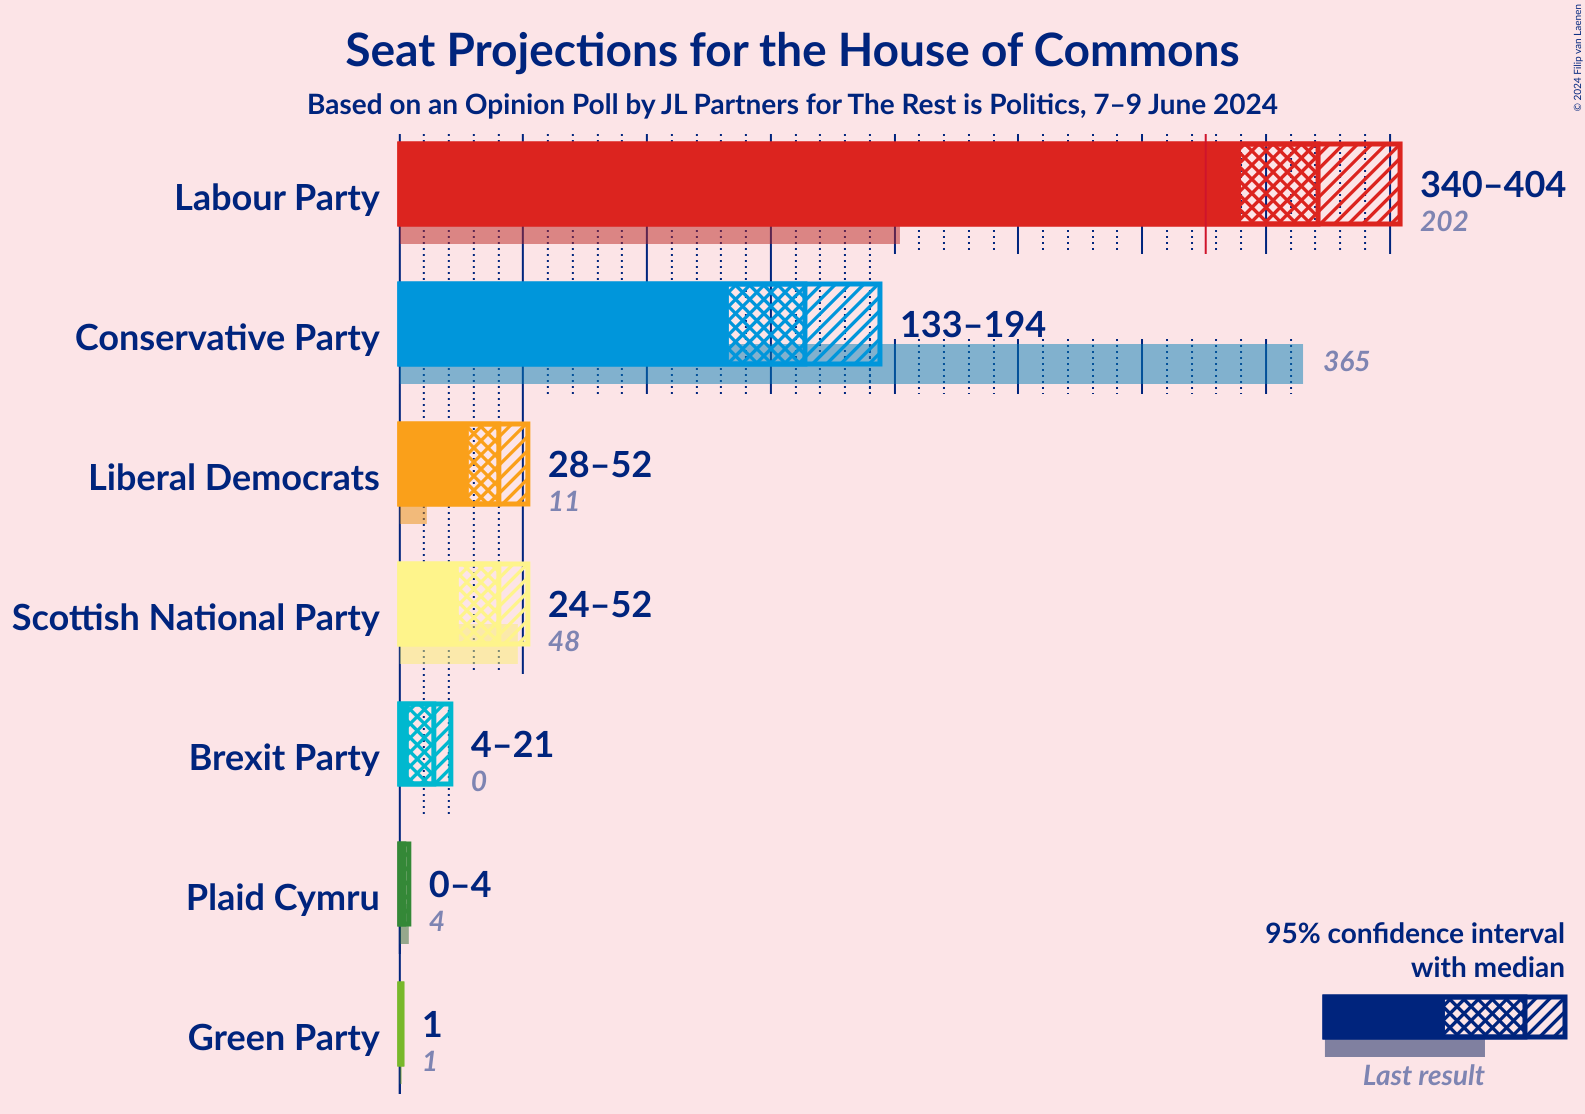 Seat Projections for the House of Commons
Based on an Opinion Poll by JL Partners for The Rest is Politics, 7–9 June 2024
© 2024 Filip van Laenen
Labour Party
340–404
202
Conservative Party
133–194
365
Liberal Democrats
28–52
11
Scottish National Party
24–52
48
Brexit Party
4–21
0
Plaid Cymru
0–4
4
Green Party
1
1
95% confidence interval
with median
Last result